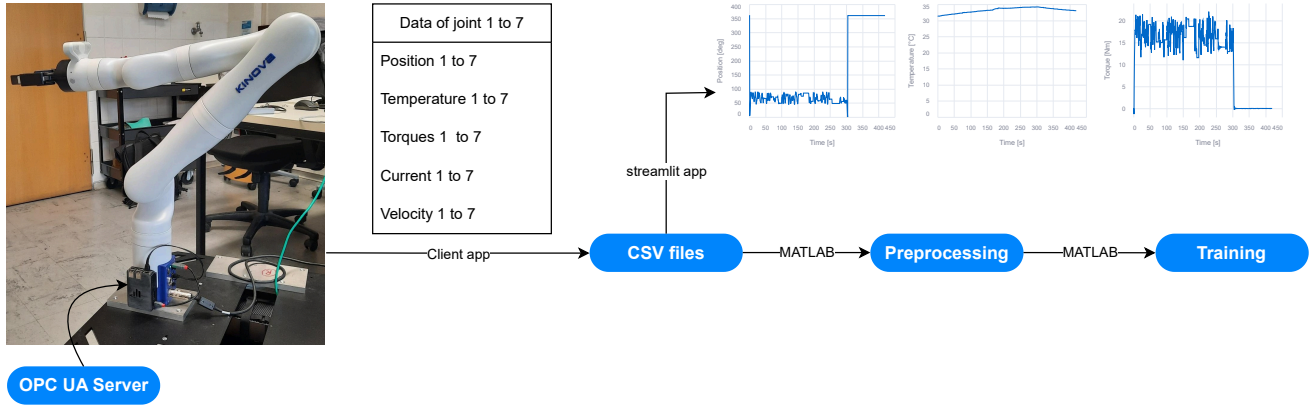 Data of joint 1 to 7
Position 1 to 7
Temperature 1 to 7
Torques 1 to 7
Current 1 to 7
Velocity 1 to 7
KINOVA
OPC UA Server
Client app
CSV files
streamlit app
MATLAB
Preprocessing
MATLAB
Training
Position [deg]
400
350
300
250
200
150
100
50
0
0 50 100 150 200 250 300 350 400 450
Time [s]
Temperature [°C]
35
30
25
20
15
10
5
0
0 50 100 150 200 250 300 350 400 450
Time [s]
Torque [Nm]
20
15
10
5
0
0 50 100 150 200 250 300 350 400 450
Time [s]